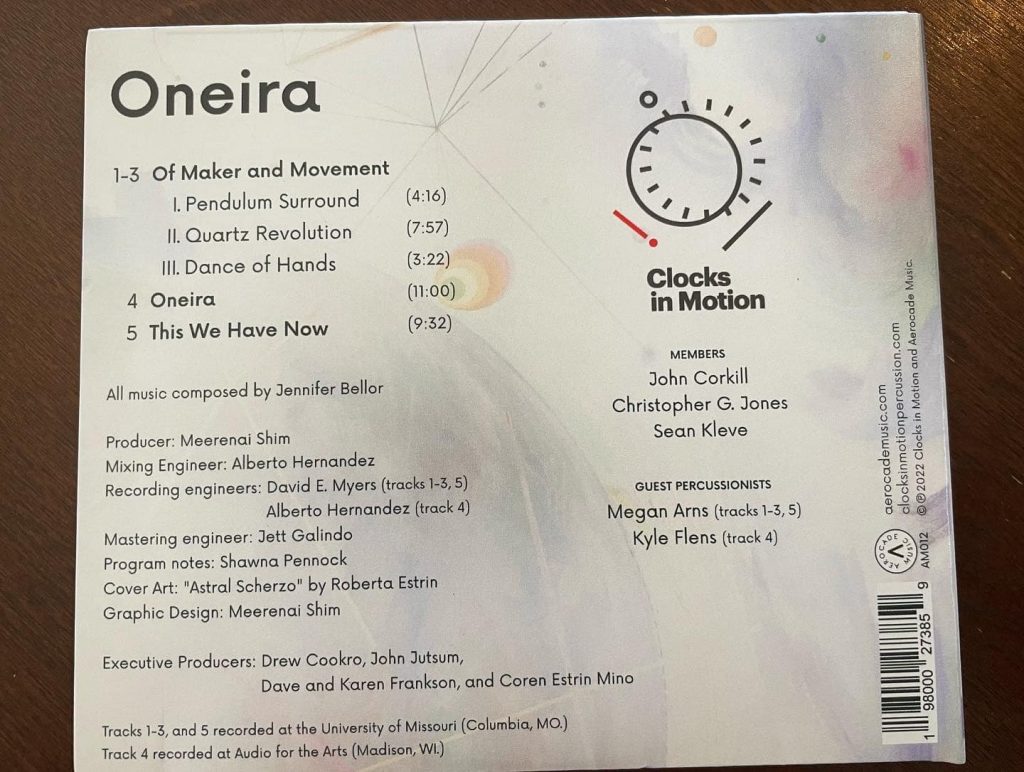 Oneira
1-3 Of Maker and Movement
I. Pendulum Surround (4:16)
II. Quartz Revolution (7:57)
III. Dance of Hands (3:22)
4 Oneira (11:00)
5 This We Have Now (9:32)
All music composed by Jennifer Bellor
Producer: Meerenai Shim
Mixing Engineer: Alberto Hernandez
Recording engineers: David E. Myers (tracks 1-3, 5)
Alberto Hernandez (track 4)
Mastering engineer: Jett Galindo
Program notes: Shawna Pennock
Cover Art: "Astral Scherzo" by Roberta Estrin
Graphic Design: Meerenai Shim
Executive Producers: Drew Cookro, John Jutsum,
Dave and Karen Frankson, and Coren Estrin Mino
Tracks 1-3, and 5 recorded at the University of Missouri (Columbia, MO.)
Track 4 recorded at Audio for the Arts (Madison, WI.)
Clocks
in Motion
MEMBERS
John Corkill
Christopher G. Jones
Sean Kleve
GUEST PERCUSSIONISTS
Megan Arns (tracks 1-3, 5)
Kyle Flens (track 4)
aerocademusic.com
clocksinmotionpercussion.com
©℗2022 Clocks in Motion and Aerocade Music.
AEROCADE MUSIC
AM012
1 98000 27385 9